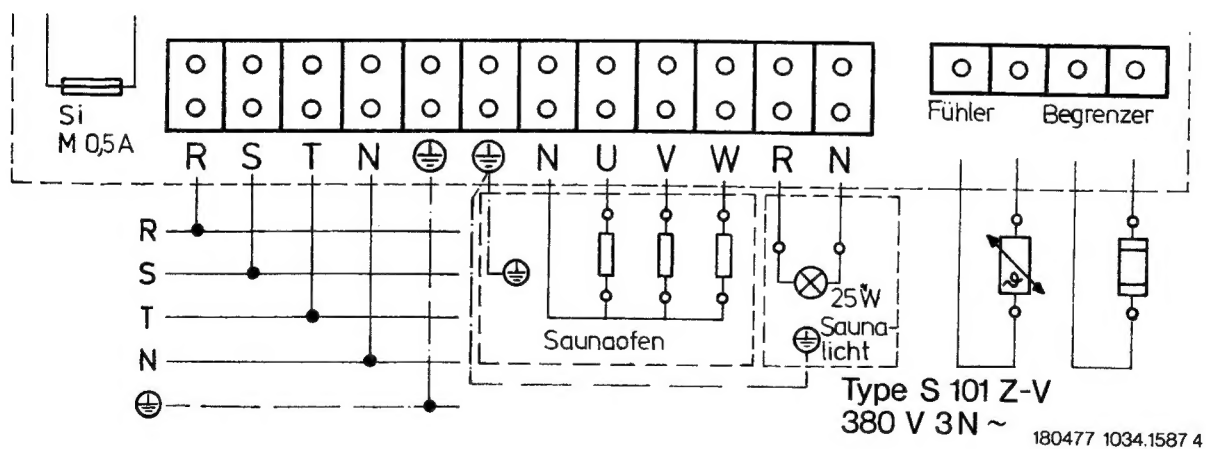 Si
M 0,5A
R S T N N U V W R N
Fühler Begrenzer
R
S
T
N
Saunaofen
25W
Sauna-
licht
Type S 101 Z-V
380 V 3N ~
180477 1034.1587 4